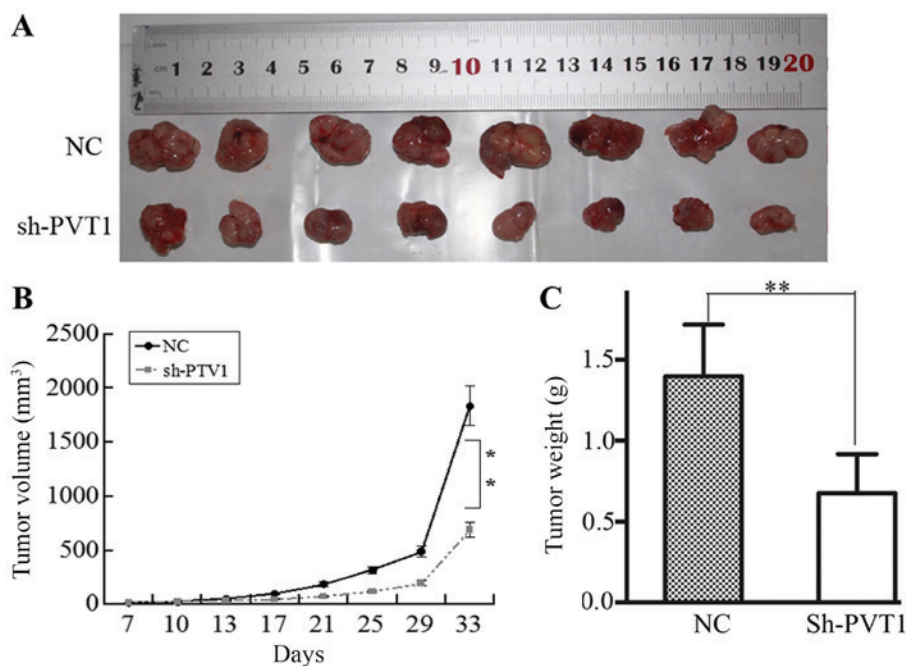 A
cm 1 2 3 4 5 6 7 8 9 10 11 12 13 14 15 16 17 18 19 20
NC
sh-PVT1
B
2500
2000
1500
1000
500
0
Tumor volume (mm³)
NC
sh-PTV1
*
*
7 10 13 17 21 25 29 33
Days
C
**
1.5
1.0
0.5
0.0
Tumor weight (g)
NC Sh-PVT1